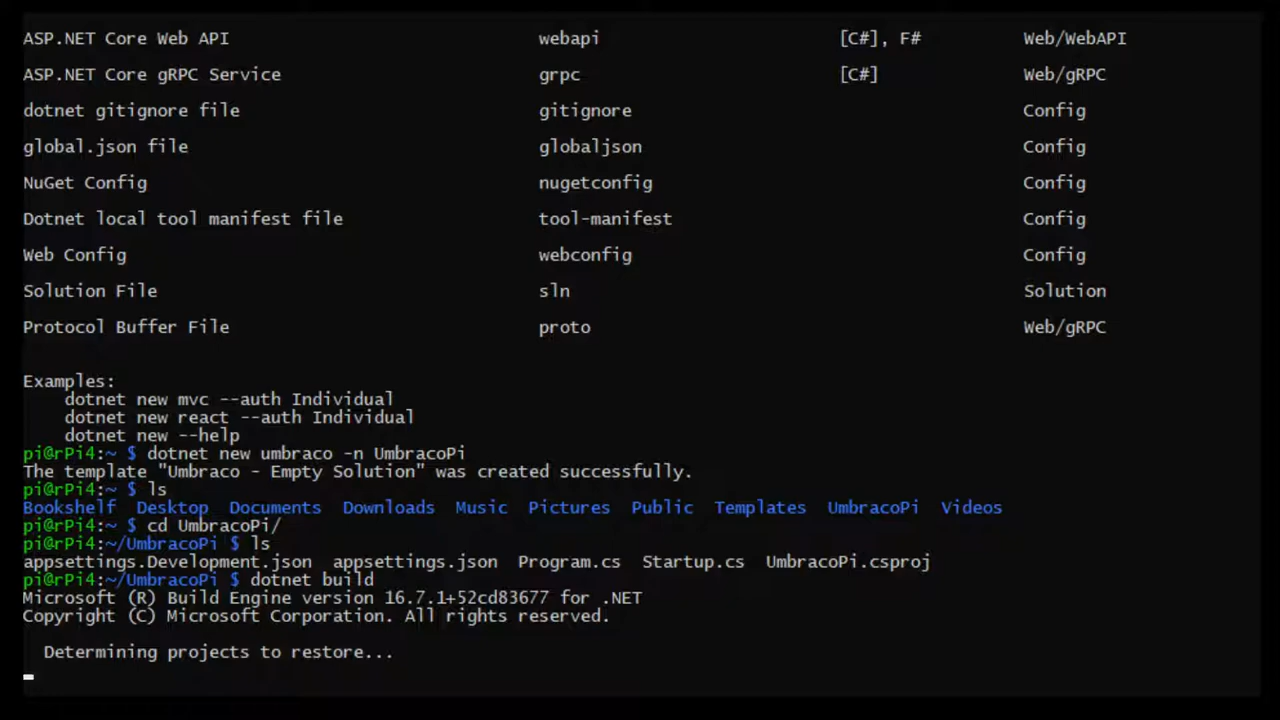 ASP.NET Core Web API webapi [C#], F# Web/WebAPI
ASP.NET Core gRPC Service grpc [C#] Web/gRPC
dotnet gitignore file gitignore Config
global.json file globaljson Config
NuGet Config nugetconfig Config
Dotnet local tool manifest file tool-manifest Config
Web Config webconfig Config
Solution File sln Solution
Protocol Buffer File proto Web/gRPC
Examples:
dotnet new mvc --auth Individual
dotnet new react --auth Individual
dotnet new --help
pi@rPi4:~ $ dotnet new umbraco -n UmbracoPi
The template "Umbraco - Empty Solution" was created successfully.
pi@rPi4:~ $ ls
Bookshelf Desktop Documents Downloads Music Pictures Public Templates UmbracoPi Videos
pi@rPi4:~ $ cd UmbracoPi/
pi@rPi4:~/UmbracoPi $ ls
appsettings.Development.json appsettings.json Program.cs Startup.cs UmbracoPi.csproj
pi@rPi4:~/UmbracoPi $ dotnet build
Microsoft (R) Build Engine version 16.7.1+52cd83677 for .NET
Copyright (C) Microsoft Corporation. All rights reserved.
Determining projects to restore...